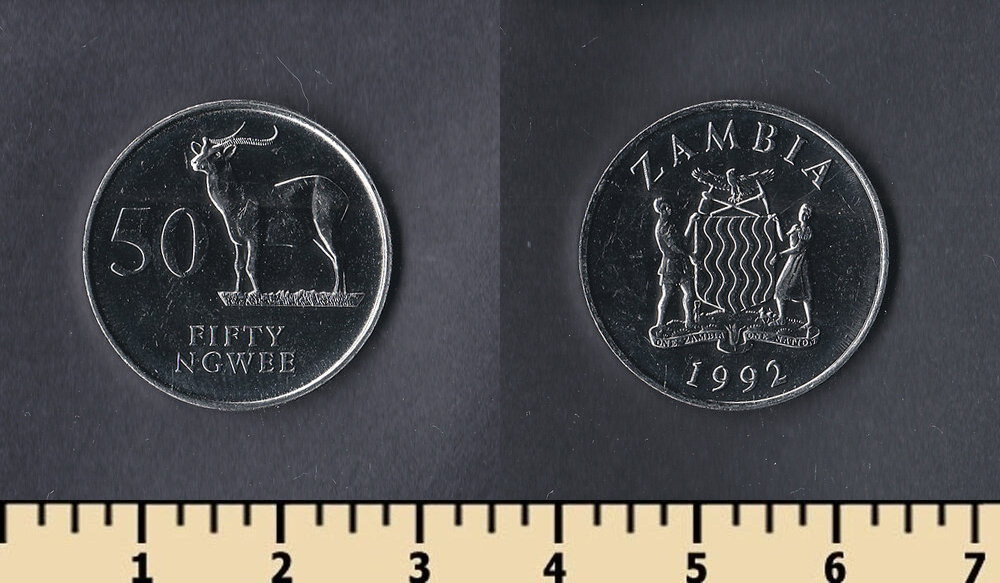 50
FIFTY
NGWEE
ZAMBIA
ONE ZAMBIA ONE NATION
1992
1 2 3 4 5 6 7